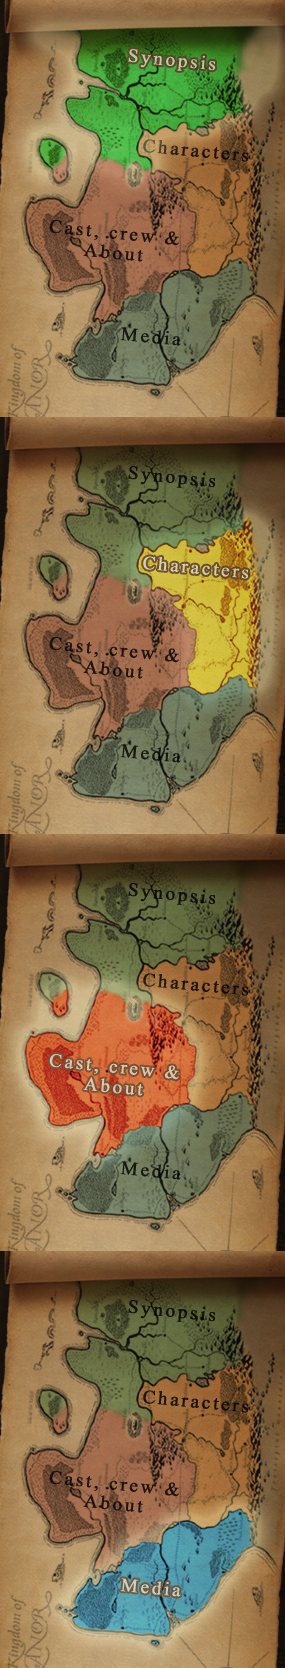 Synopsis
Characters
Cast, crew &
About
Media
Kingdom of
ANOR
Synopsis
Characters
Cast, crew &
About
Media
Kingdom of
ANOR
Synopsis
Characters
Cast, crew &
About
Media
Kingdom of
ANOR
Synopsis
Characters
Cast, crew &
About
Media
Kingdom of
ANOR